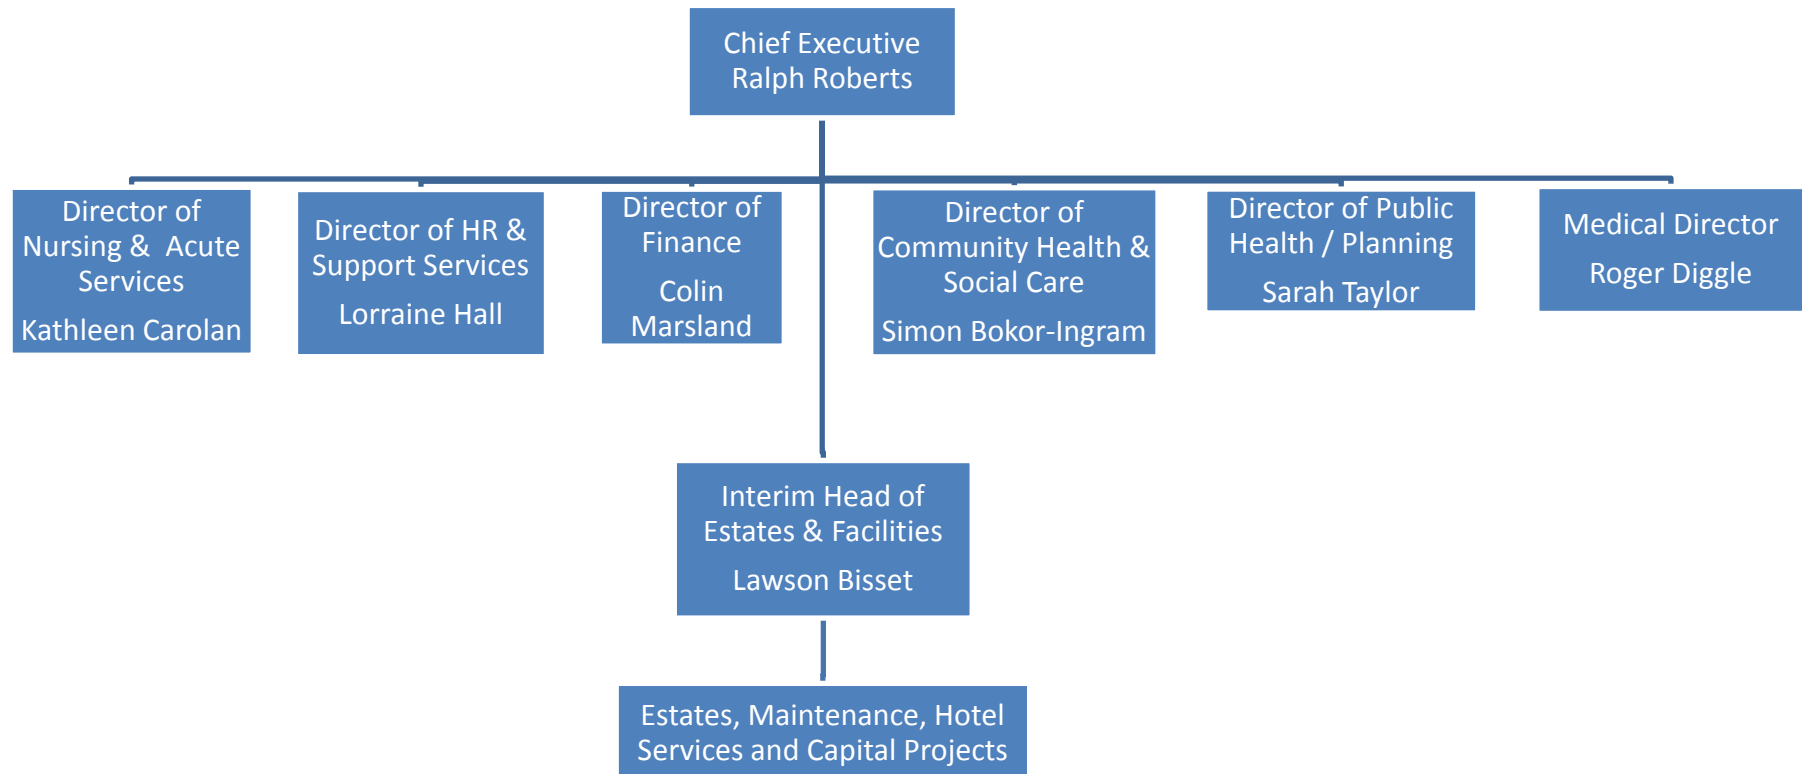 Chief Executive
Ralph Roberts
Director of
Nursing & Acute
Services
Kathleen Carolan
Director of HR &
Support Services
Lorraine Hall
Director of
Finance
Colin
Marsland
Director of
Community Health &
Social Care
Simon Bokor-Ingram
Director of Public
Health / Planning
Sarah Taylor
Medical Director
Roger Diggle
Interim Head of
Estates & Facilities
Lawson Bisset
Estates, Maintenance, Hotel
Services and Capital Projects